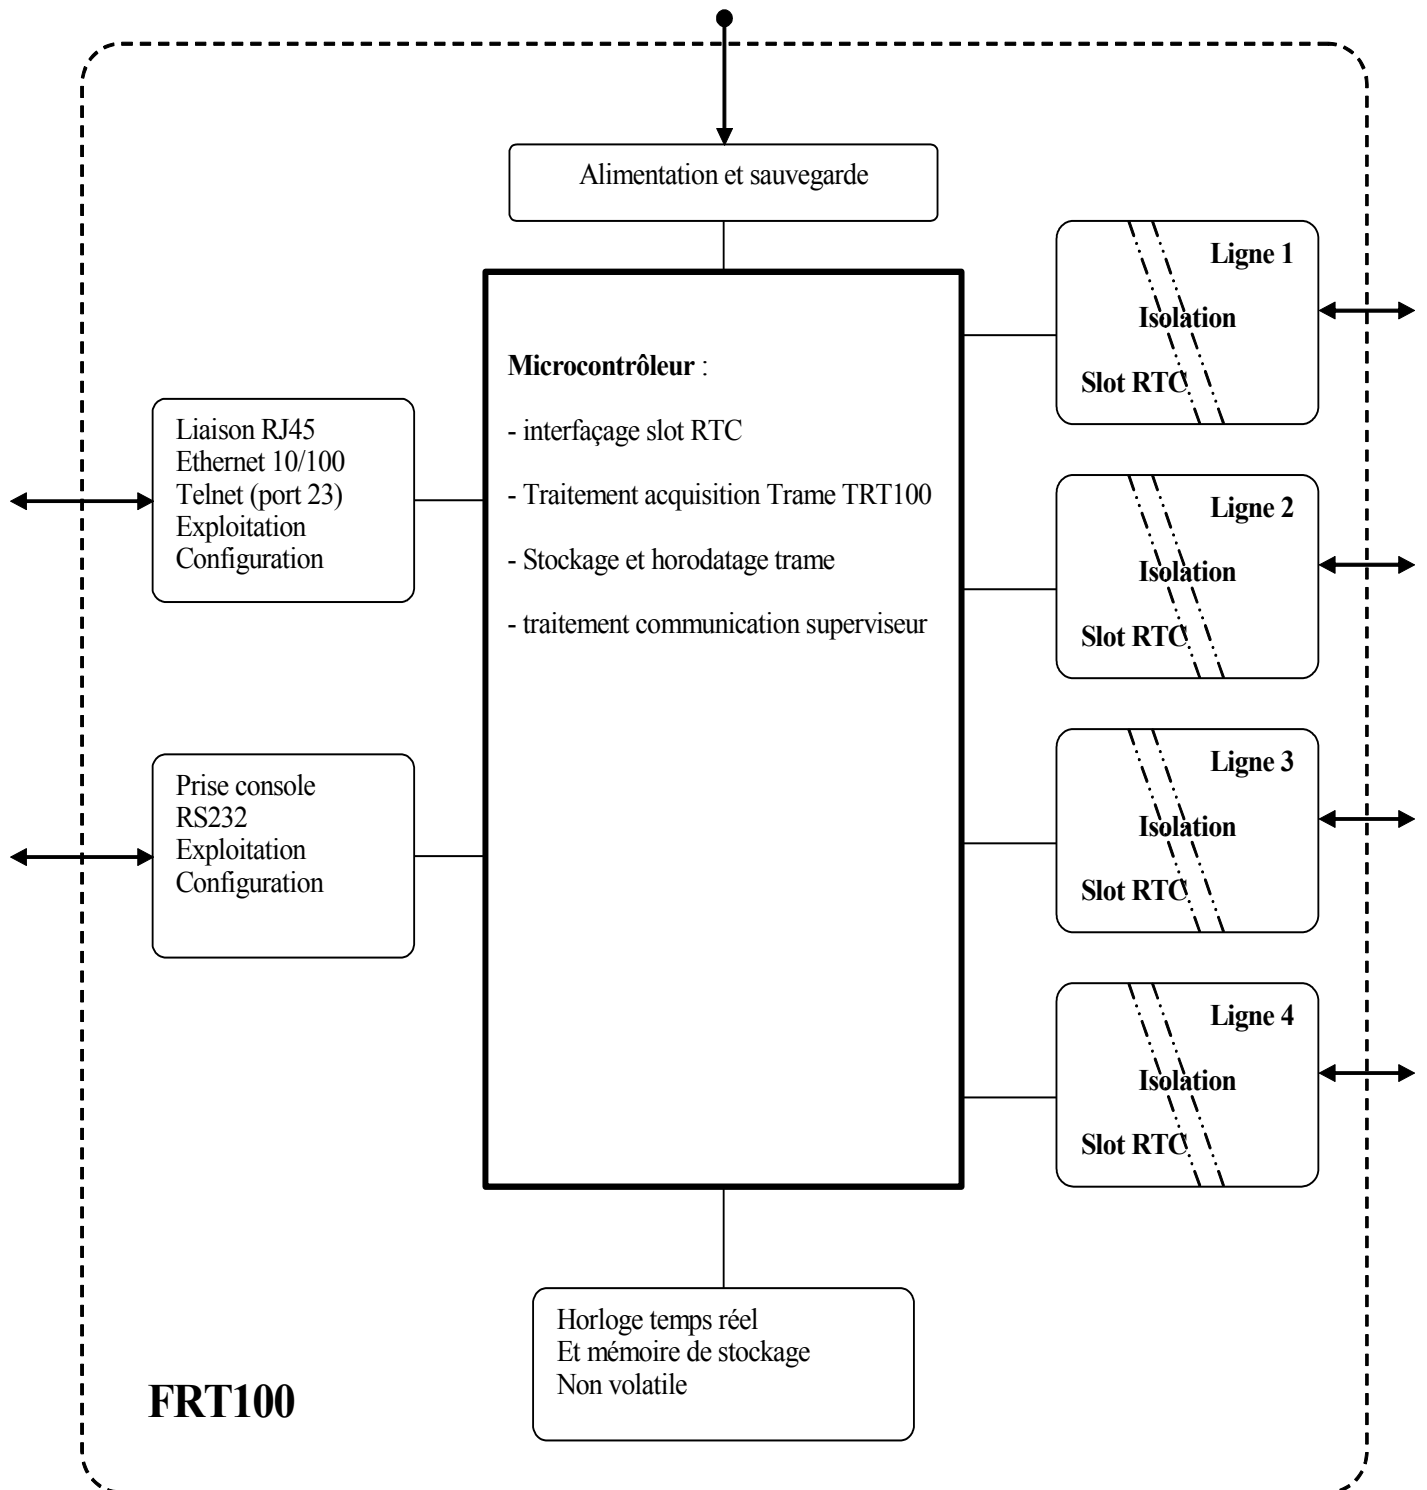 Alimentation et sauvegarde
Ligne 1
Isolation
Slot RTC
Microcontrôleur :
- interfaçage slot RTC
- Traitement acquisition Trame TRT100
- Stockage et horodatage trame
- traitement communication superviseur
Liaison RJ45
Ethernet 10/100
Telnet (port 23)
Exploitation
Configuration
Ligne 2
Isolation
Slot RTC
Prise console
RS232
Exploitation
Configuration
Ligne 3
Isolation
Slot RTC
Ligne 4
Isolation
Slot RTC
Horloge temps réel
Et mémoire de stockage
Non volatile
FRT100